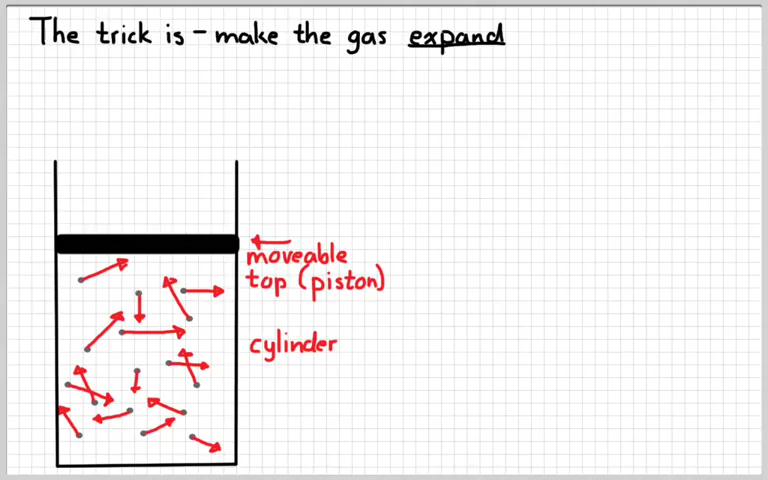 The trick is - make the gas expand
moveable
top (piston)
cylinder